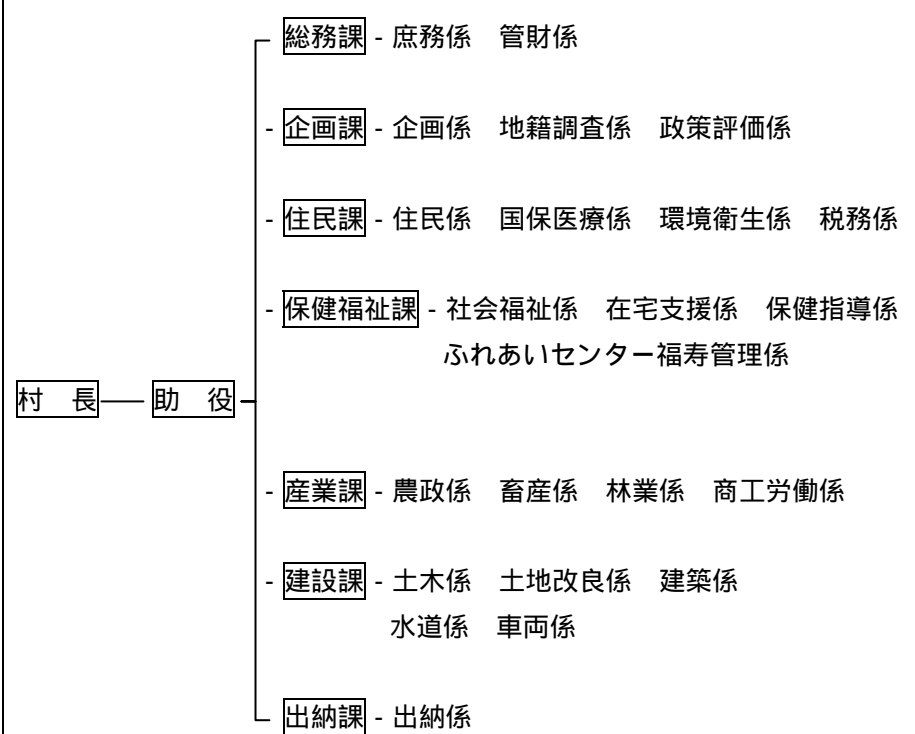 総務課 - 庶務係　管財係
- 企画課 - 企画係　地籍調査係　政策評価係
- 住民課 - 住民係　国保医療係　環境衛生係　税務係
- 保健福祉課 - 社会福祉係　在宅支援係　保健指導係
ふれあいセンター福寿管理係
村　長 助　役
- 産業課 - 農政係　畜産係　林業係　商工労働係
- 建設課 - 土木係　土地改良係　建築係
水道係　車両係
出納課 - 出納係